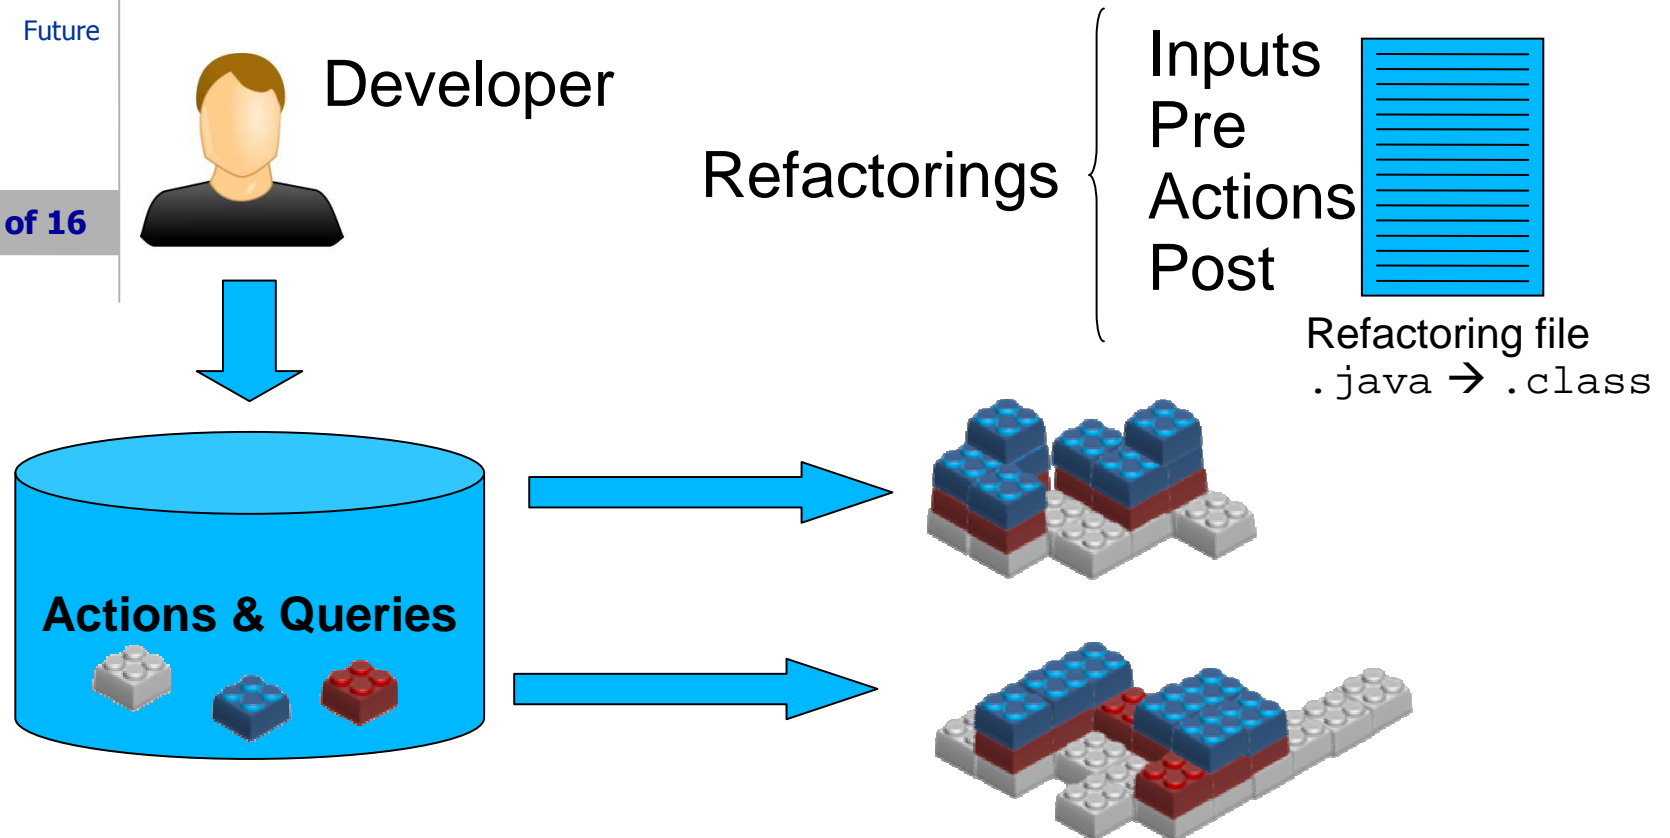 Future
of 16
Developer
Refactorings
Inputs
Pre
Actions
Post
Refactoring file
.java → .class
Actions & Queries